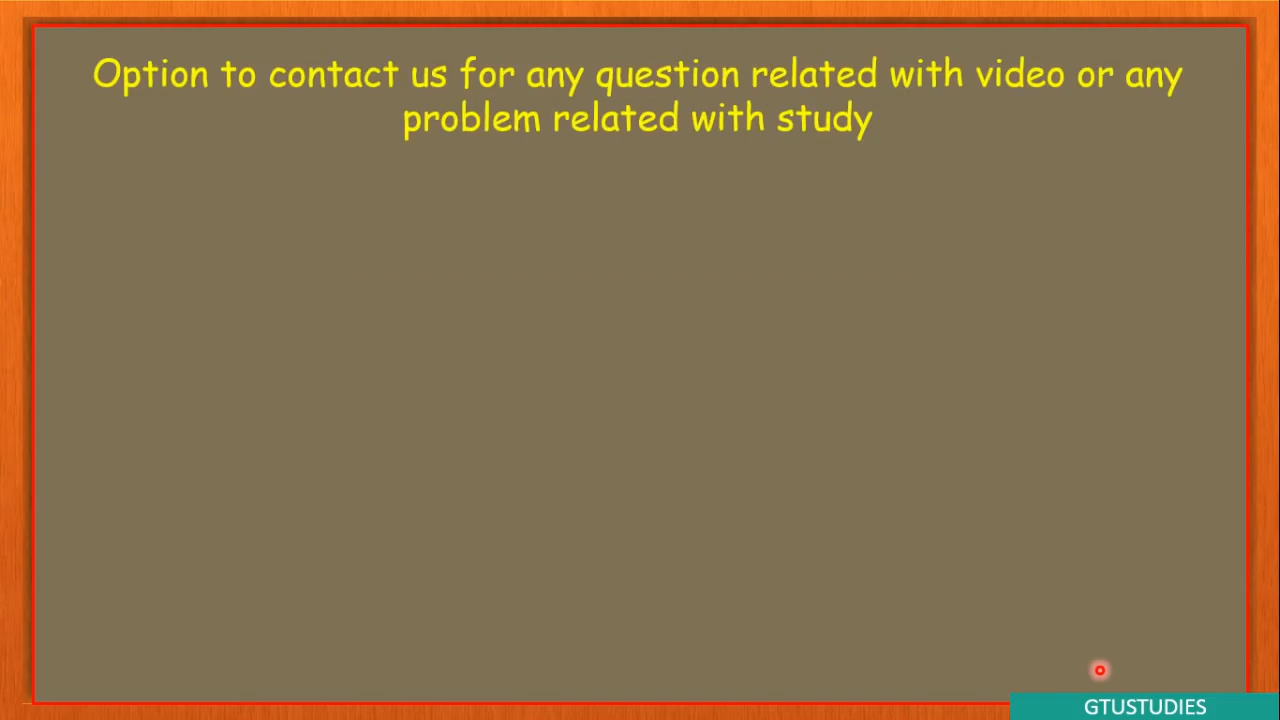 Option to contact us for any question related with video or any
problem related with study
GTUSTUDIES